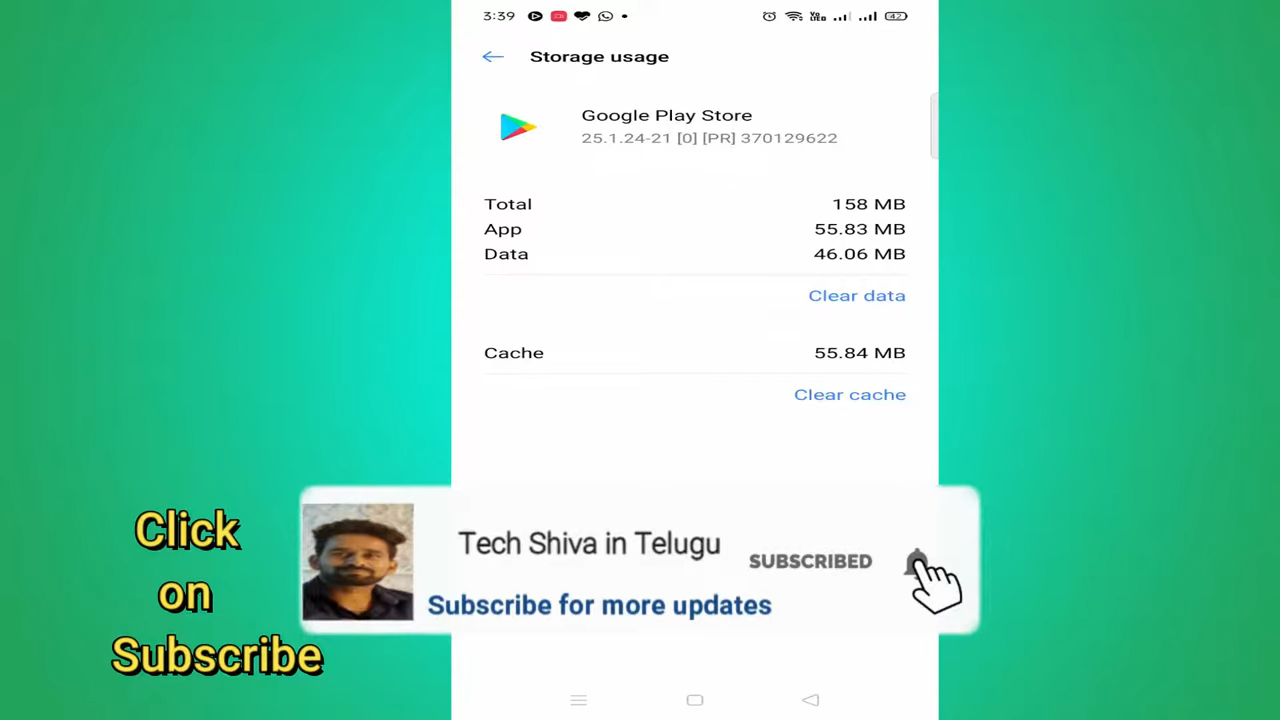 3:39
42
Storage usage
Google Play Store
25.1.24-21 [0] [PR] 370129622
Total 158 MB
App 55.83 MB
Data 46.06 MB
Clear data
Cache 55.84 MB
Clear cache
Click
on
Subscribe
Tech Shiva in Telugu
SUBSCRIBED
Subscribe for more updates